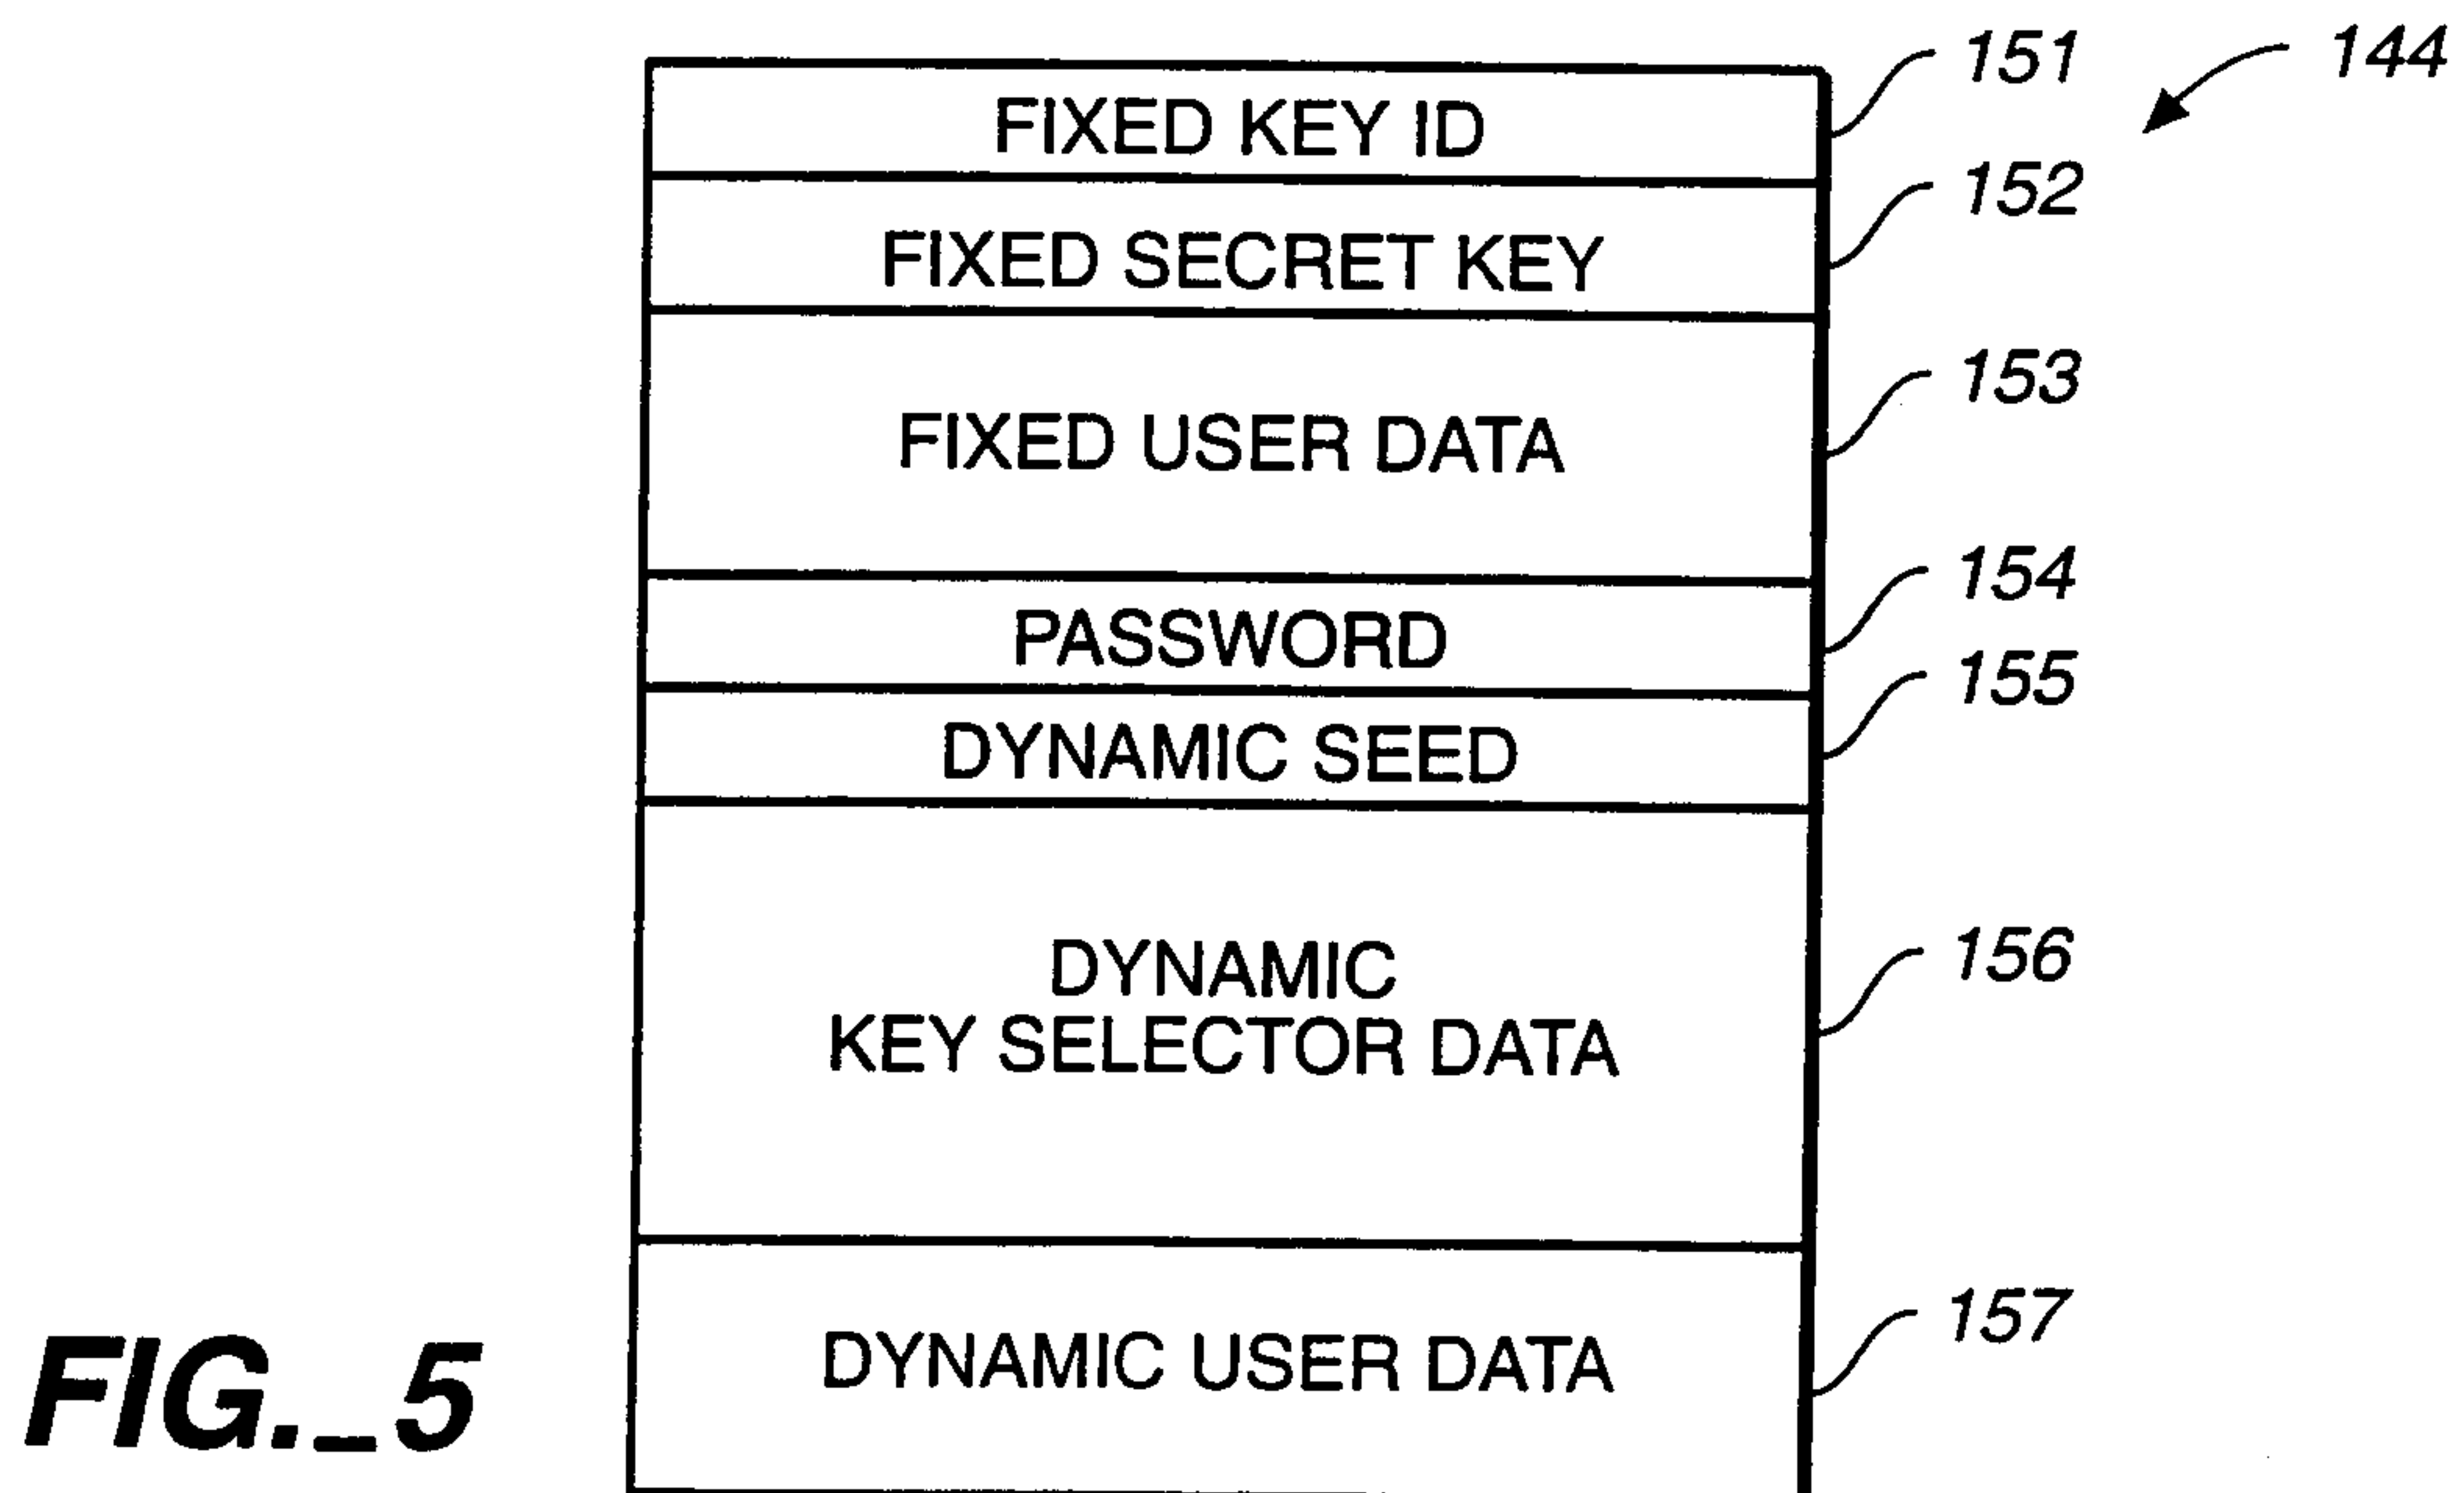 151
144
FIXED KEY ID
152
FIXED SECRET KEY
153
FIXED USER DATA
154
PASSWORD
155
DYNAMIC SEED
156
DYNAMIC
KEY SELECTOR DATA
157
DYNAMIC USER DATA
FIG._5